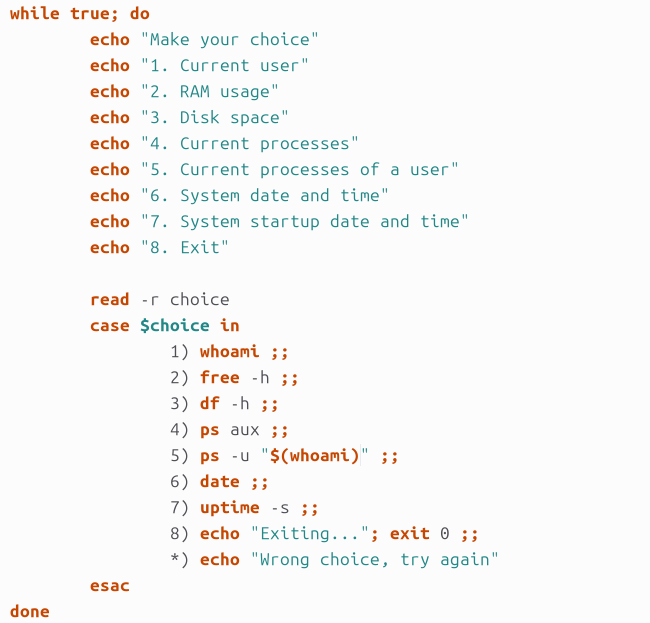 while true; do
echo "Make your choice"
echo "1. Current user"
echo "2. RAM usage"
echo "3. Disk space"
echo "4. Current processes"
echo "5. Current processes of a user"
echo "6. System date and time"
echo "7. System startup date and time"
echo "8. Exit"
read -r choice
case $choice in
1) whoami ;;
2) free -h ;;
3) df -h ;;
4) ps aux ;;
5) ps -u "$(whoami)" ;;
6) date ;;
7) uptime -s ;;
8) echo "Exiting..."; exit 0 ;;
*) echo "Wrong choice, try again"
esac
done